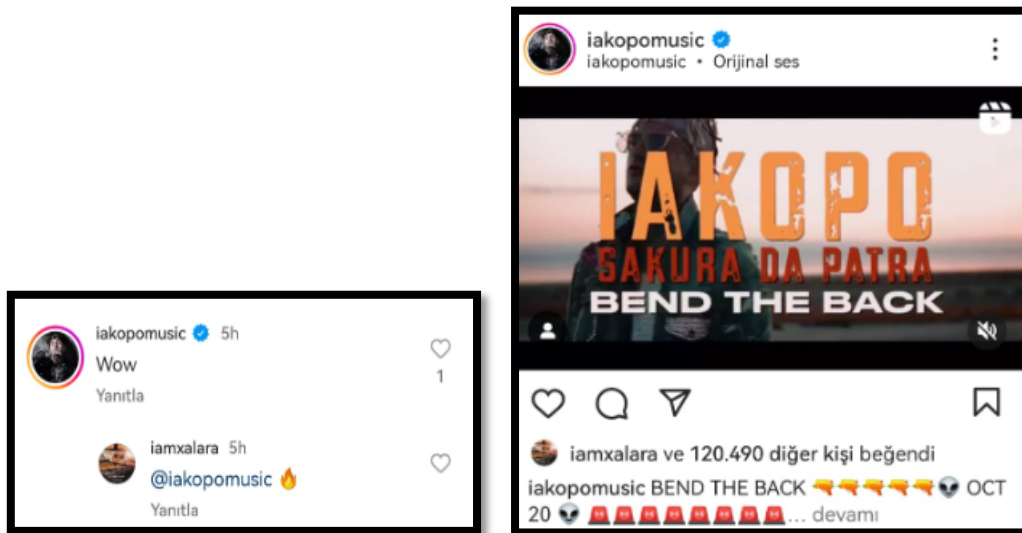 iakopomusic 5h
Wow
Yanıtla
1
iamxalara 5h
@iakopomusic 🔥
Yanıtla
iakopomusic
iakopomusic • Orijinal ses
IAKOPO
SAKURA DA PATRA
BEND THE BACK
iamxalara ve 120.490 diğer kişi beğendi
iakopomusic BEND THE BACK 🔫🔫🔫🔫🔫👽 OCT
20 👽 🚨🚨🚨🚨🚨🚨🚨🚨... devamı